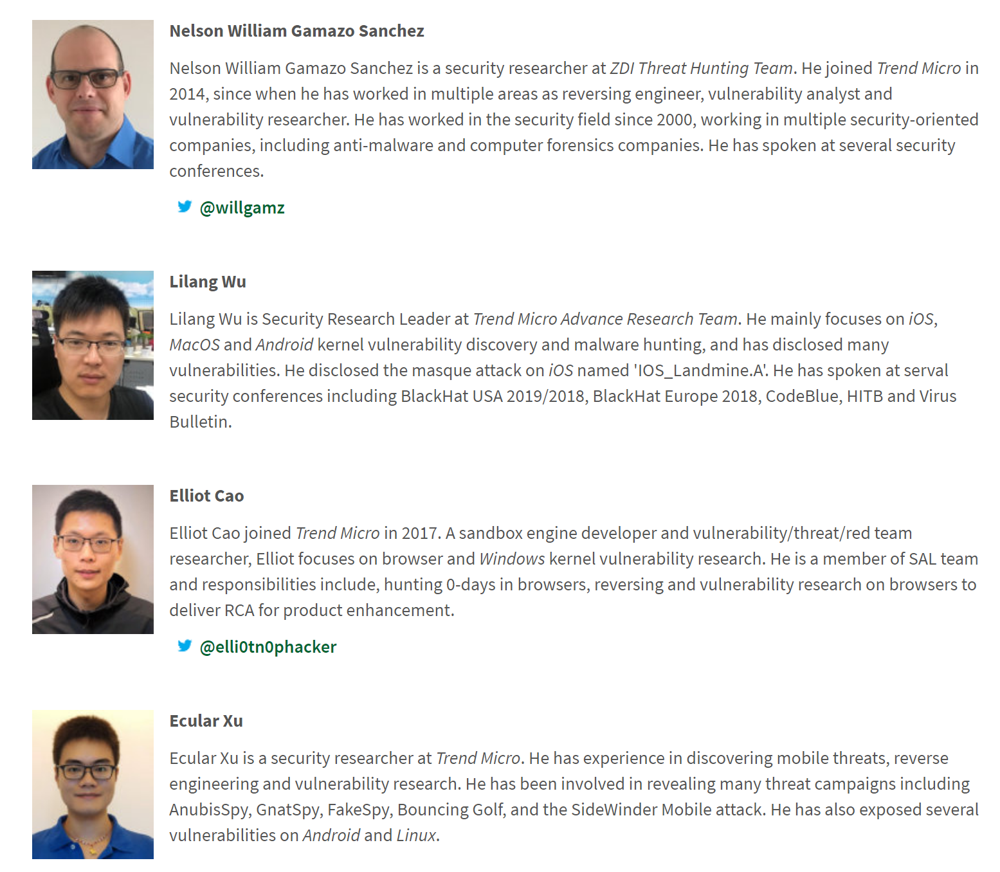 Nelson William Gamazo Sanchez
Nelson William Gamazo Sanchez is a security researcher at ZDI Threat Hunting Team. He joined Trend Micro in
2014, since when he has worked in multiple areas as reversing engineer, vulnerability analyst and
vulnerability researcher. He has worked in the security field since 2000, working in multiple security-oriented
companies, including anti-malware and computer forensics companies. He has spoken at several security
conferences.
@willgamz
Lilang Wu
Lilang Wu is Security Research Leader at Trend Micro Advance Research Team. He mainly focuses on iOS,
MacOS and Android kernel vulnerability discovery and malware hunting, and has disclosed many
vulnerabilities. He disclosed the masque attack on iOS named 'IOS_Landmine.A'. He has spoken at serval
security conferences including BlackHat USA 2019/2018, BlackHat Europe 2018, CodeBlue, HITB and Virus
Bulletin.
Elliot Cao
Elliot Cao joined Trend Micro in 2017. A sandbox engine developer and vulnerability/threat/red team
researcher, Elliot focuses on browser and Windows kernel vulnerability research. He is a member of SAL team
and responsibilities include, hunting 0-days in browsers, reversing and vulnerability research on browsers to
deliver RCA for product enhancement.
@elli0tn0phacker
Ecular Xu
Ecular Xu is a security researcher at Trend Micro. He has experience in discovering mobile threats, reverse
engineering and vulnerability research. He has been involved in revealing many threat campaigns including
AnubisSpy, GnatSpy, FakeSpy, Bouncing Golf, and the SideWinder Mobile attack. He has also exposed several
vulnerabilities on Android and Linux.